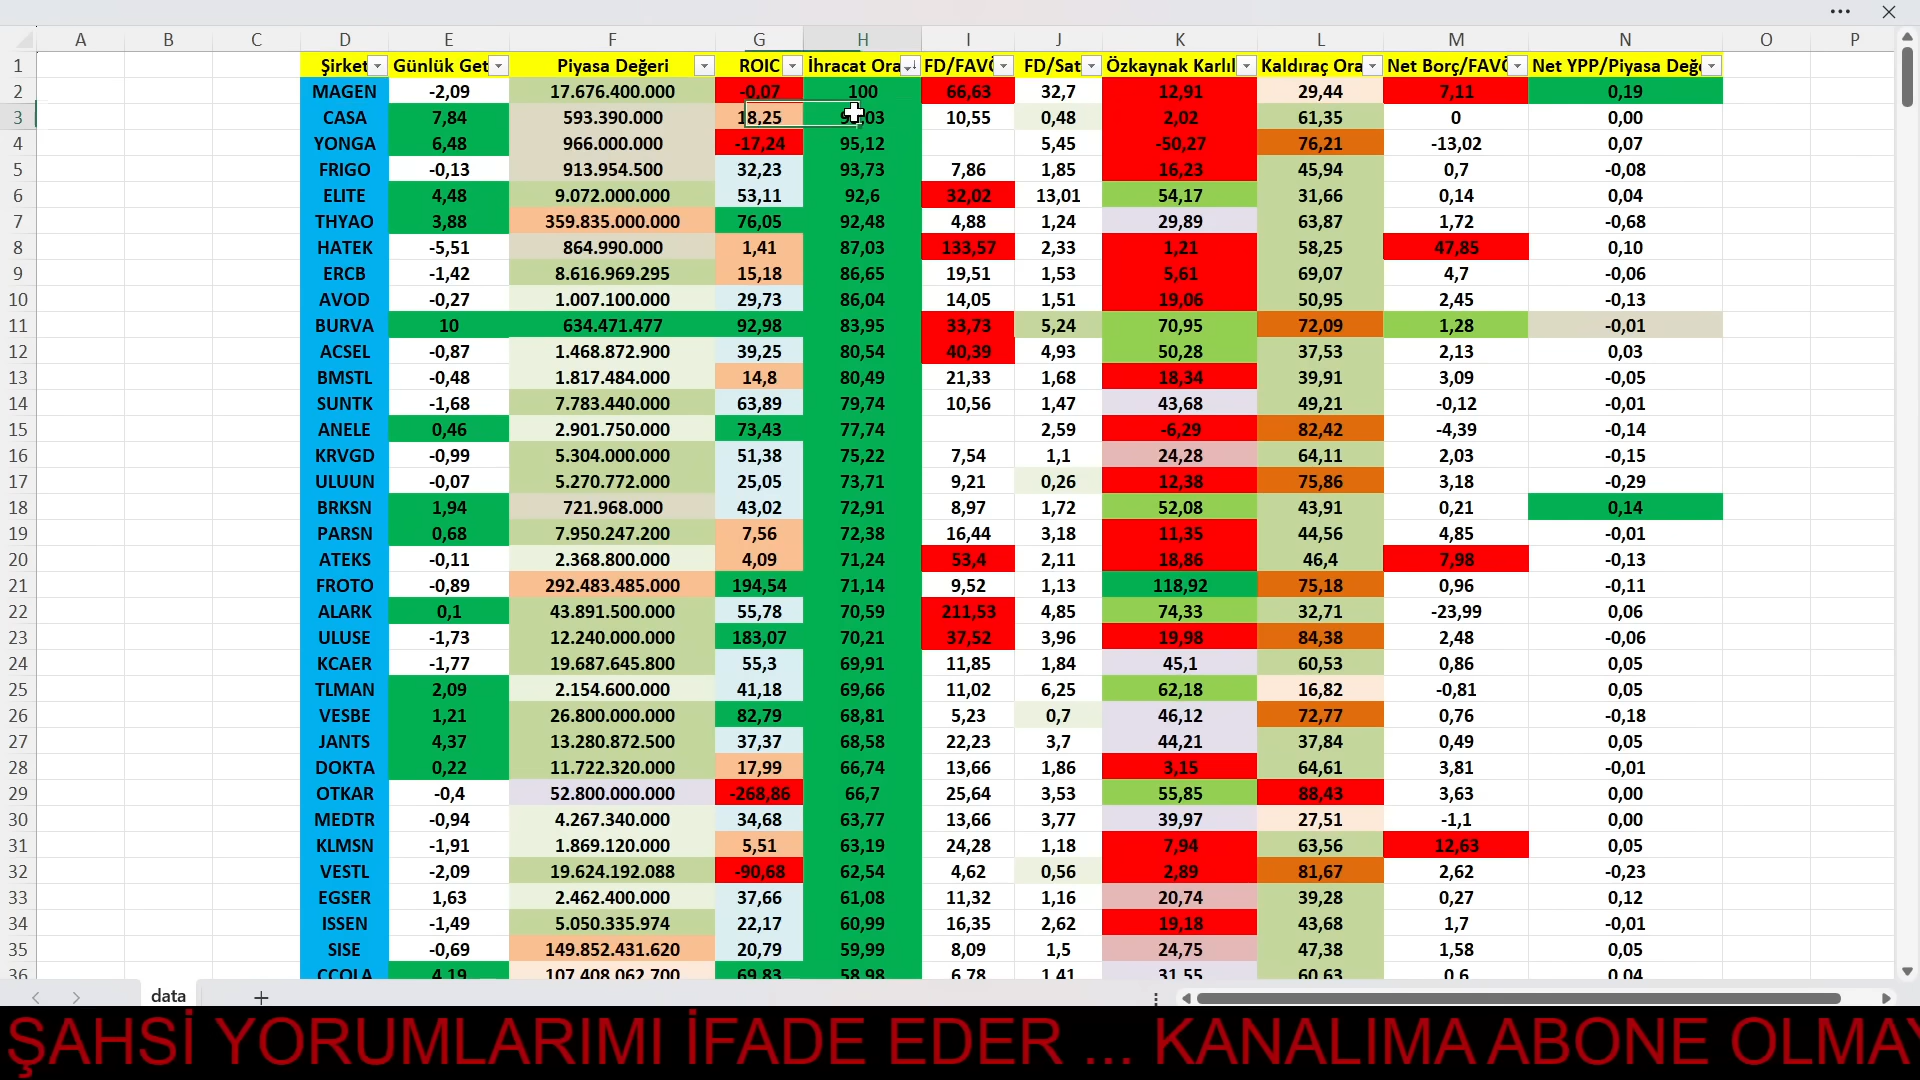 A B C D E F G H I J K L M N O P
1 Şirket Günlük Get Piyasa Değeri ROIC İhracat Ora FD/FAVÖ FD/Sat Özkaynak Karlıl Kaldıraç Ora Net Borç/FAVÖ Net YPP/Piyasa Değe
2 MAGEN -2,09 17.676.400.000 -0,07 100 66,63 32,7 12,91 29,44 7,11 0,19
3 CASA 7,84 593.390.000 18,25 10,55 0,48 2,02 61,35 0 0,00
4 YONGA 6,48 966.000.000 -17,24 95,12 5,45 -50,27 76,21 -13,02 0,07
5 FRIGO -0,13 913.954.500 32,23 93,73 7,86 1,85 16,23 45,94 0,7 -0,08
6 ELITE 4,48 9.072.000.000 53,11 92,6 32,02 13,01 54,17 31,66 0,14 0,04
7 THYAO 3,88 359.835.000.000 76,05 92,48 4,88 1,24 29,89 63,87 1,72 -0,68
8 HATEK -5,51 864.990.000 1,41 87,03 133,57 2,33 1,21 58,25 47,85 0,10
9 ERCB -1,42 8.616.969.295 15,18 86,65 19,51 1,53 5,61 69,07 4,7 -0,06
10 AVOD -0,27 1.007.100.000 29,73 86,04 14,05 1,51 19,06 50,95 2,45 -0,13
11 BURVA 10 634.471.477 92,98 83,95 33,73 5,24 70,95 72,09 1,28 -0,01
12 ACSEL -0,87 1.468.872.900 39,25 80,54 40,39 4,93 50,28 37,53 2,13 0,03
13 BMSTL -0,48 1.817.484.000 14,8 80,49 21,33 1,68 18,34 39,91 3,09 -0,05
14 SUNTK -1,68 7.783.440.000 63,89 79,74 10,56 1,47 43,68 49,21 -0,12 -0,01
15 ANELE 0,46 2.901.750.000 73,43 77,74 2,59 -6,29 82,42 -4,39 -0,14
16 KRVGD -0,99 5.304.000.000 51,38 75,22 7,54 1,1 24,28 64,11 2,03 -0,15
17 ULUUN -0,07 5.270.772.000 25,05 73,71 9,21 0,26 12,38 75,86 3,18 -0,29
18 BRKSN 1,94 721.968.000 43,02 72,91 8,97 1,72 52,08 43,91 0,21 0,14
19 PARSN 0,68 7.950.247.200 7,56 72,38 16,44 3,18 11,35 44,56 4,85 -0,01
20 ATEKS -0,11 2.368.800.000 4,09 71,24 53,4 2,11 18,86 46,4 7,98 -0,13
21 FROTO -0,89 292.483.485.000 194,54 71,14 9,52 1,13 118,92 75,18 0,96 -0,11
22 ALARK 0,1 43.891.500.000 55,78 70,59 211,53 4,85 74,33 32,71 -23,99 0,06
23 ULUSE -1,73 12.240.000.000 183,07 70,21 37,52 3,96 19,98 84,38 2,48 -0,06
24 KCAER -1,77 19.687.645.800 55,3 69,91 11,85 1,84 45,1 60,53 0,86 0,05
25 TLMAN 2,09 2.154.600.000 41,18 69,66 11,02 6,25 62,18 16,82 -0,81 0,05
26 VESBE 1,21 26.800.000.000 82,79 68,81 5,23 0,7 46,12 72,77 0,76 -0,18
27 JANTS 4,37 13.280.872.500 37,37 68,58 22,23 3,7 44,21 37,84 0,49 0,05
28 DOKTA 0,22 11.722.320.000 17,99 66,74 13,66 1,86 3,15 64,61 3,81 -0,01
29 OTKAR -0,4 52.800.000.000 -268,86 66,7 25,64 3,53 55,85 88,43 3,63 0,00
30 MEDTR -0,94 4.267.340.000 34,68 63,77 13,66 3,77 39,97 27,51 -1,1 0,00
31 KLMSN -1,91 1.869.120.000 5,51 63,19 24,28 1,18 7,94 63,56 12,63 0,05
32 VESTL -2,09 19.624.192.088 -90,68 62,54 4,62 0,56 2,89 81,67 2,62 -0,23
33 EGSER 1,63 2.462.400.000 37,66 61,08 11,32 1,16 20,74 39,28 0,27 0,12
34 ISSEN -1,49 5.050.335.974 22,17 60,99 16,35 2,62 19,18 43,68 1,7 -0,01
35 SISE -0,69 149.852.431.620 20,79 59,99 8,09 1,5 24,75 47,38 1,58 0,05
36 CCOLA 4,19 107.408.062.700 69,83 58,98 6,78 1,41 31,55 60,63 0,6 0,04
data
ŞAHSİ YORUMLARIMI İFADE EDER ... KANALIMA ABONE OLMAY